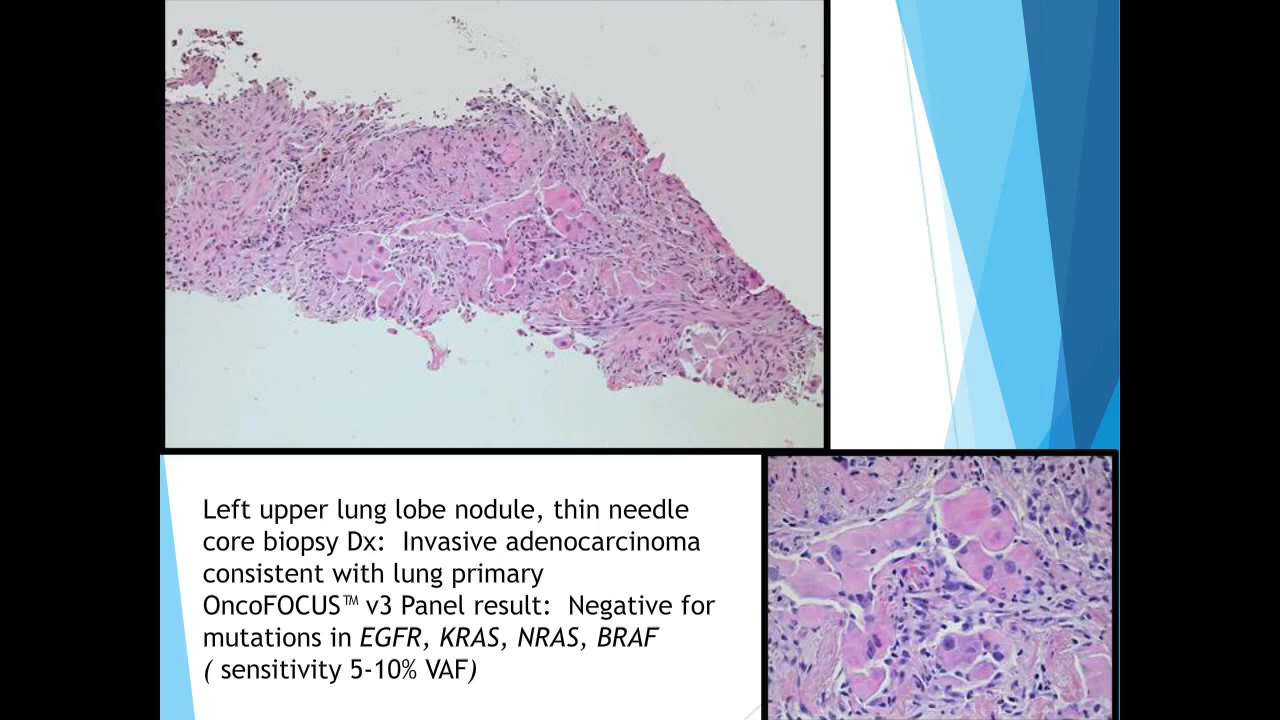 Left upper lung lobe nodule, thin needle
core biopsy Dx:  Invasive adenocarcinoma
consistent with lung primary
OncoFOCUS™ v3 Panel result:  Negative for
mutations in EGFR, KRAS, NRAS, BRAF
( sensitivity 5-10% VAF)